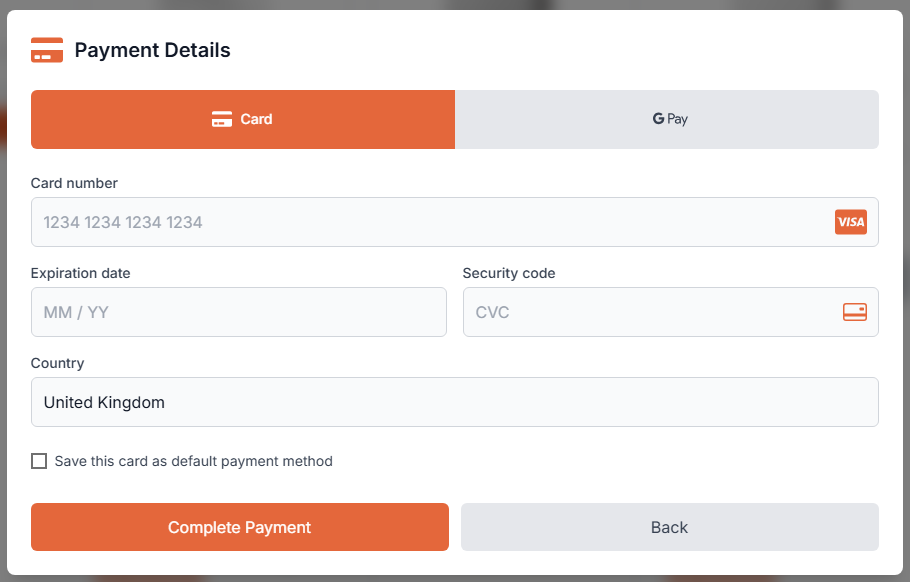 Payment Details
Card
G Pay
Card number
1234 1234 1234 1234
VISA
Expiration date
Security code
MM / YY
CVC
Country
United Kingdom
Save this card as default payment method
Complete Payment
Back